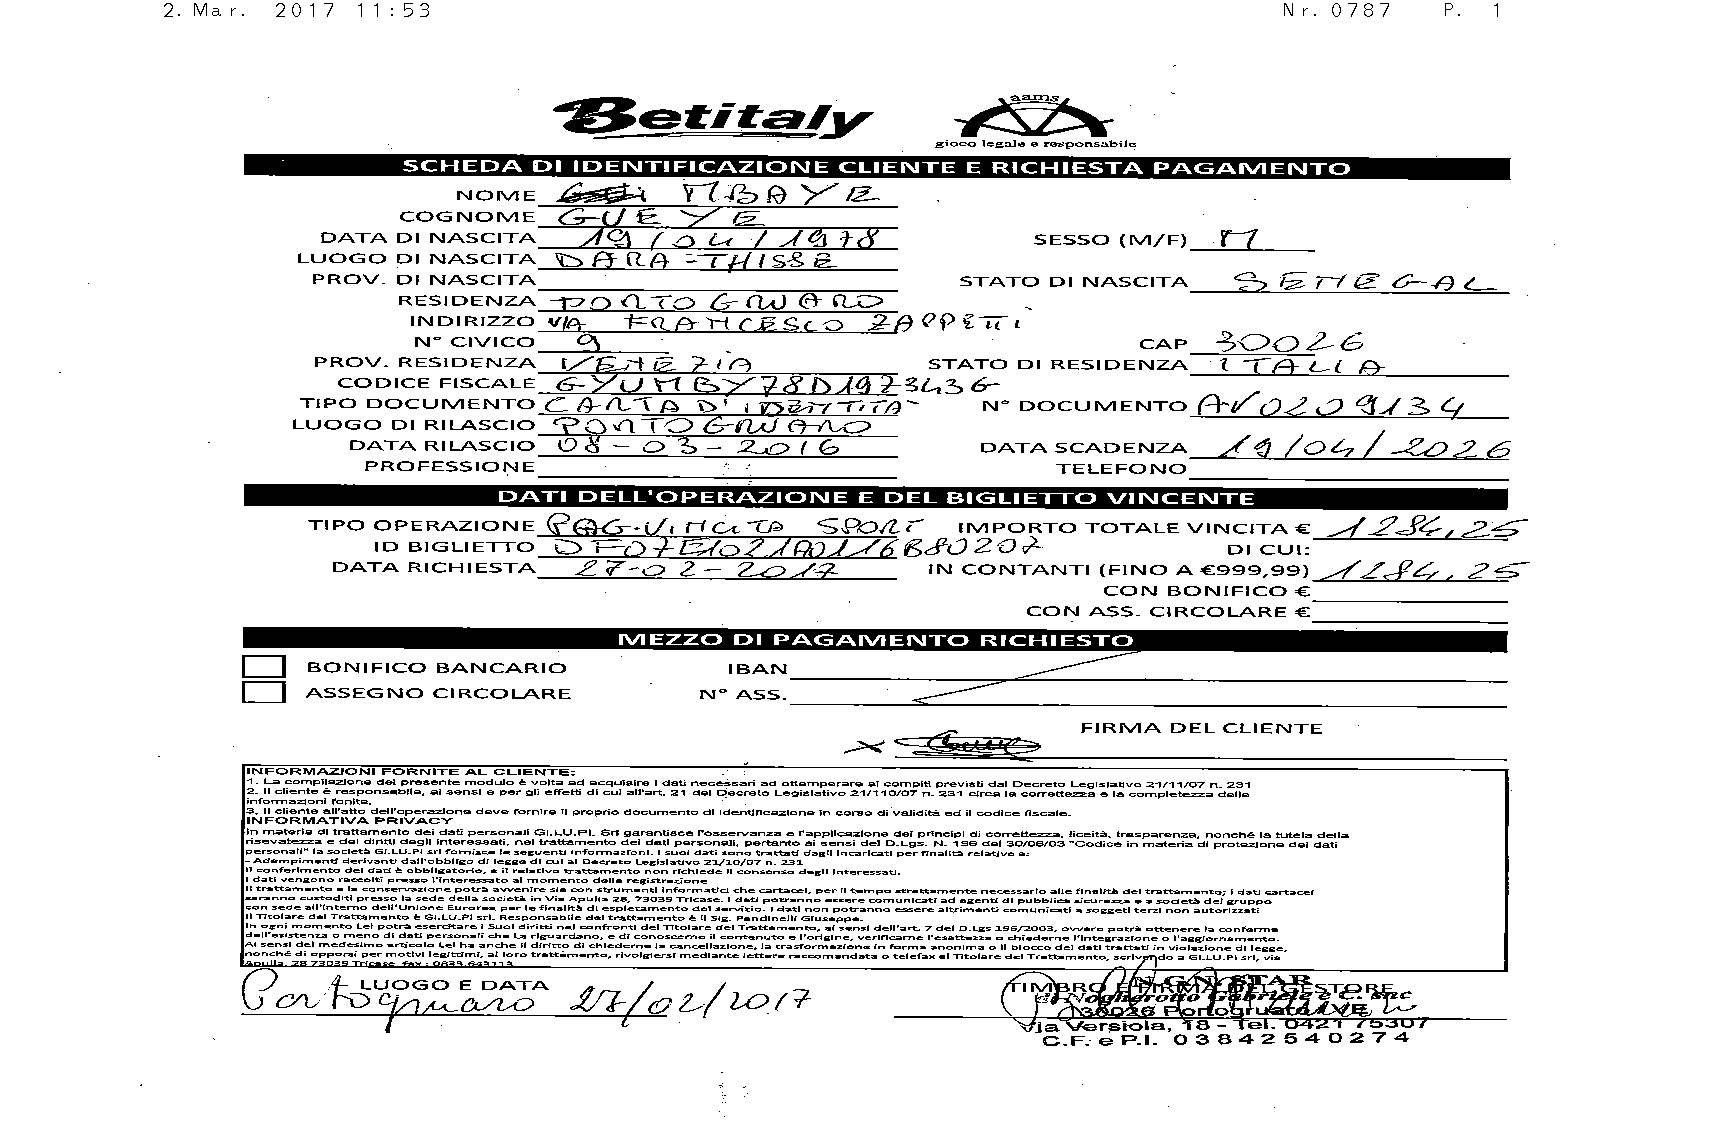 2. Mar. 2017 11:53 Nr. 0787 P. 1
Betitaly
aams
gioco legale e responsabile
SCHEDA DI IDENTIFICAZIONE CLIENTE E RICHIESTA PAGAMENTO
NOME MBAYE
COGNOME GUEYE
DATA DI NASCITA 19/04/1978 SESSO (M/F) M
LUOGO DI NASCITA DARA-THISSE
PROV. DI NASCITA STATO DI NASCITA SENEGAL
RESIDENZA PORTOGRUARO
INDIRIZZO VIA FRANCESCO ZAPPETTI
N° CIVICO 9 CAP 30026
PROV. RESIDENZA VENEZIA STATO DI RESIDENZA ITALIA
CODICE FISCALE GYUMBY78D19Z343G
TIPO DOCUMENTO CARTA D'IDENTITA' N° DOCUMENTO AV0209134
LUOGO DI RILASCIO PORTOGRUARO
DATA RILASCIO 08-03-2016 DATA SCADENZA 19/04/2026
PROFESSIONE TELEFONO
DATI DELL'OPERAZIONE E DEL BIGLIETTO VINCENTE
TIPO OPERAZIONE PAG. VINCITA SPORT IMPORTO TOTALE VINCITA € 1284,25
ID BIGLIETTO DF07E1021A0116B80207 DI CUI:
DATA RICHIESTA 27-02-2017 IN CONTANTI (FINO A €999,99) 1284,25
CON BONIFICO €
CON ASS. CIRCOLARE €
MEZZO DI PAGAMENTO RICHIESTO
BONIFICO BANCARIO IBAN
ASSEGNO CIRCOLARE N° ASS.
FIRMA DEL CLIENTE
X
INFORMAZIONI FORNITE AL CLIENTE:
1. La compilazione del presente modulo è volta ad acquisire i dati necessari ad ottemperare ai compiti previsti dal Decreto Legislativo 21/11/07 n. 231
2. Il cliente è responsabile, ai sensi e per gli effetti di cui all'art. 21 del Decreto Legislativo 21/110/07 n. 231 circa la correttezza e la completezza delle
informazioni fonite.
3. Il cliente all'atto dell'operazione deve fornire il proprio documento di identificazione in corso di validità ed il codice fiscale.
INFORMATIVA PRIVACY
In materia di trattamento dei dati personali GI.LU.PI. Srl garantisce l'osservanza e l'applicazione dei principi di correttezza, liceità, trasparenza, nonché la tutela della
risevatezza e dei diritti degli interessati, nel trattamento dei dati personali, pertanto ai sensi del D.Lgs. N. 196 del 30/06/03 "Codice in materia di protezione dei dati
personali" la società GI.LU.PI srl fornisce le seguenti informazioni. I suoi dati sono trattati dagli incaricati per finalità relative a:
- Adempimenti derivanti dall'obbligo di legge di cui al Decreto Legislativo 21/10/07 n. 231
Il conferimento dei dati è obbligatorio, e il relativo trattamento non richiede il consenso degli interessati.
I dati vengono raccolti presso l'interessato al momento della registrazione
Il trattamento e la conservazione potrà avvenire sia con strumenti informatici che cartacei, per il tempo strettamente necessario alle finalità del trattamento; i dati cartacei
saranno custoditi presso la sede della società in Via Apulia 28, 73039 Tricase. I dati potranno essere comunicati ad agenti di pubblica sicurezza e a società del gruppo
con sede all'interno dell'Unione Eurorea per le finalità di espletamento del servizio. I dati non potranno essere altrimenti comunicati a soggeti terzi non autorizzati
Il Titolare del Trattamento è GI.LU.PI srl. Responsabile del trattamento è il Sig. Pendinelli Giuseppe.
In ogni momento Lei potrà esercitare i Suoi diritti nei confronti del Titolare del Trattamento, ai sensi dell'art. 7 del D.Lgs 196/2003, ovvero potrà ottenere la conferma
dell'esistenza o meno di dati personali che La riguardano, e di conoscerne il contenuto e l'origine, verificarne l'esattezza o chiederne l'integrazione o l'aggiornamento.
Ai sensi del medesimo articolo Lei ha anche il diritto di chiederne la cancellazione, la trasformazione in forma anonima o il blocco dei dati trattati in violazione di legge,
nonché di opporsi per motivi legittimi, al loro trattamento, rivolgiersi mediante lettera raccomandata o telefax al Titolare del Trattamento, scrivendo a GI.LU.PI srl, via
Apulia, 28 73039 Tricase, fax : 0833.643113
LUOGO E DATA TIMBRO E FIRMA DEL GESTORE
Portogruaro 27/02/2017
STAR
di Nogherotto Gabriele e C. snc
30026 Portogruaro VE
Via Versiola, 18 - Tel. 0421 75307
C.F. e P.I. 03842540274